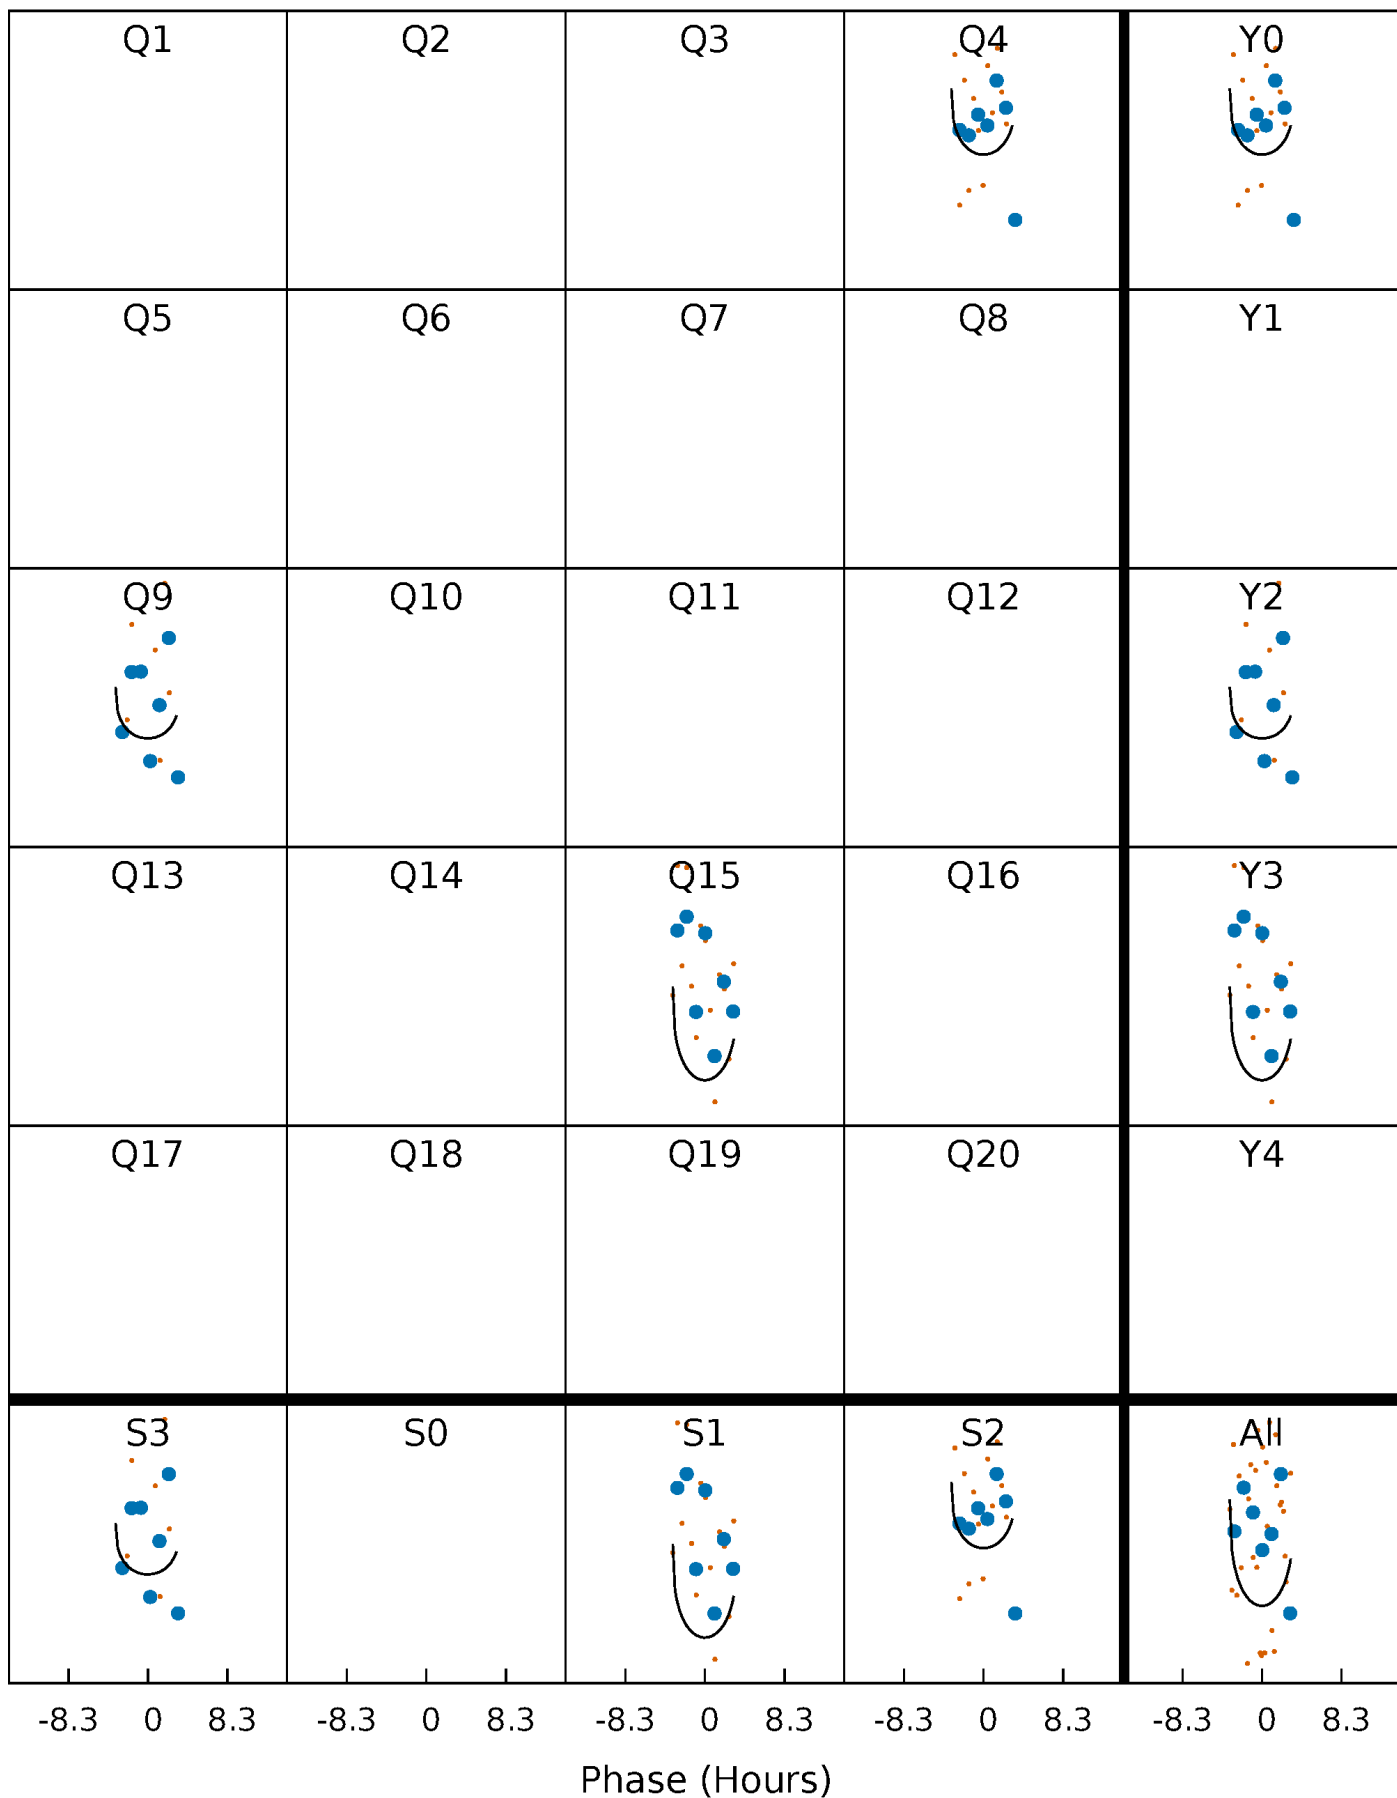 Q1 Q2 Q3 Q4 Y0
Q5 Q6 Q7 Q8 Y1
Q9 Q10 Q11 Q12 Y2
Q13 Q14 Q15 Q16 Y3
Q17 Q18 Q19 Q20 Y4
S3 S0 S1 S2 All
-8.3 0 8.3 -8.3 0 8.3 -8.3 0 8.3 -8.3 0 8.3 -8.3 0 8.3
Phase (Hours)